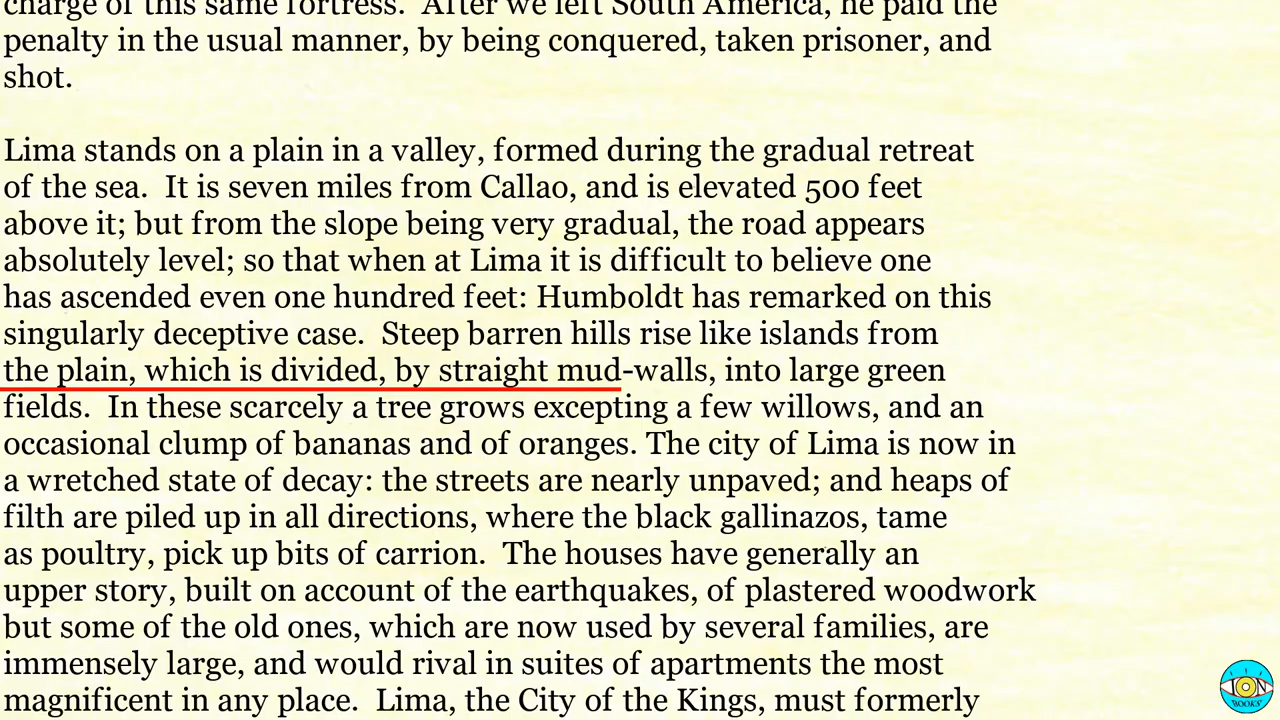 charge of this same fortress.  After we left South America, he paid the
penalty in the usual manner, by being conquered, taken prisoner, and
shot.
Lima stands on a plain in a valley, formed during the gradual retreat
of the sea.  It is seven miles from Callao, and is elevated 500 feet
above it; but from the slope being very gradual, the road appears
absolutely level; so that when at Lima it is difficult to believe one
has ascended even one hundred feet: Humboldt has remarked on this
singularly deceptive case.  Steep barren hills rise like islands from
the plain, which is divided, by straight mud-walls, into large green
fields.  In these scarcely a tree grows excepting a few willows, and an
occasional clump of bananas and of oranges. The city of Lima is now in
a wretched state of decay: the streets are nearly unpaved; and heaps of
filth are piled up in all directions, where the black gallinazos, tame
as poultry, pick up bits of carrion.  The houses have generally an
upper story, built on account of the earthquakes, of plastered woodwork
but some of the old ones, which are now used by several families, are
immensely large, and would rival in suites of apartments the most
magnificent in any place.  Lima, the City of the Kings, must formerly
ION
BOOKS